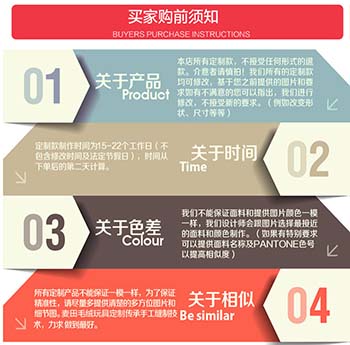 买家购前须知
BUYERS PURCHASE INSTRUCTIONS
01
关于产品
Product
本店所有定制款,不接受任何形式的退
款。介意者请慎拍!我们所有的定制款
均可修改,基于您之前提供的图片和要
求如有不满意的您可以指出,我们进行
修改,不接受新的要求。(例如改变形
状、尺寸等等)
定制款制作时间为15-22个工作日(不
包含修改时间及法定节假日),时间从
下单后的第二天计算。
关于时间
Time
02
03
关于色差
Colour
我们不能保证面料和提供图片颜色一模
一样,我们设计师会跟图片选择最接近
的面料和颜色制作。(如果有特别要求
可以提供面料名称及PANTONE色号
以提高相似度)
所有定制产品不能保证一模一样。为了保证
精准性,请尽量多提供清楚的多方位图片和
细节图。麦田毛绒玩具定制传承手工缝制技
术,力求做到最好。
关于相似
Be similar
04